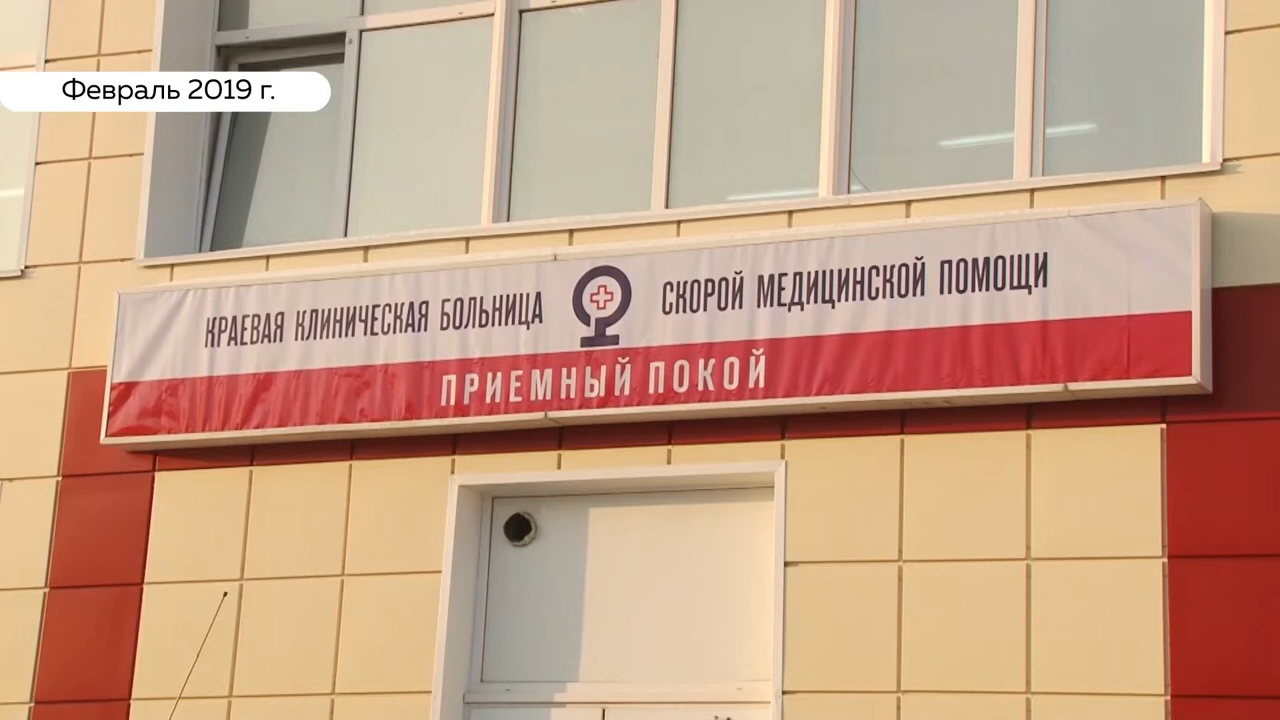 Февраль 2019 г.
КРАЕВАЯ КЛИНИЧЕСКАЯ БОЛЬНИЦА СКОРОЙ МЕДИЦИНСКОЙ ПОМОЩИ
ПРИЕМНЫЙ ПОКОЙ